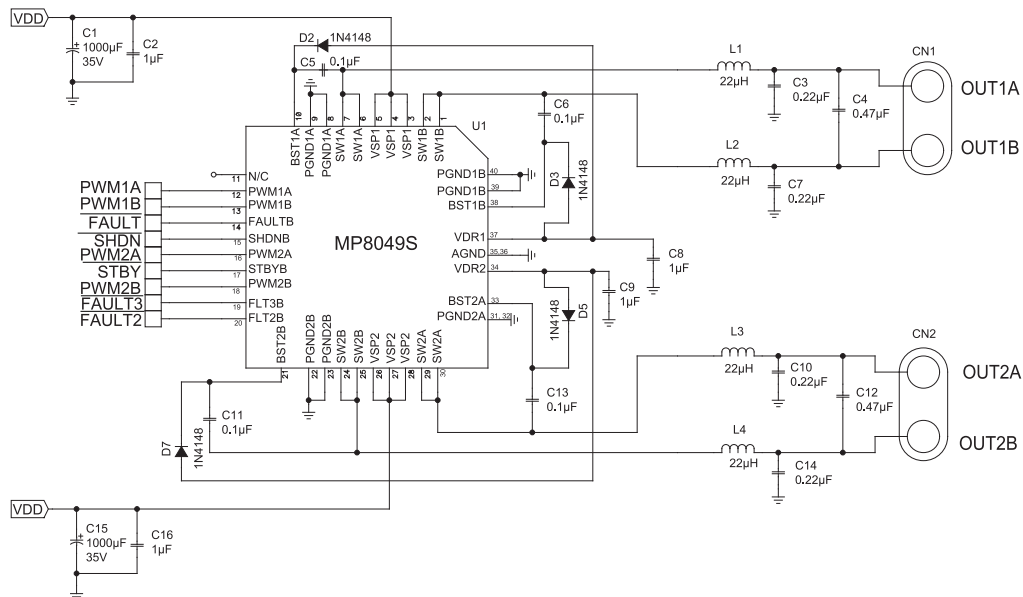 VDD
C1
1000µF
35V
C2
1µF
D2 1N4148
C5 0.1µF
L1
22µH
C3
0.22µF
C4
0.47µF
CN1
OUT1A
OUT1B
C6
0.1µF
L2
22µH
C7
0.22µF
U1
10 9 8 7 6 5 4 3 2 1
BST1A
PGND1A
PGND1A
SW1A
SW1A
VSP1
VSP1
VSP1
SW1B
SW1B
MP8049S
PWM1A
PWM1B
FAULT
SHDN
PWM2A
STBY
PWM2B
FAULT3
FAULT2
11 N/C
12 PWM1A
13 PWM1B
14 FAULTB
15 SHDNB
16 PWM2A
17 STBYB
18 PWM2B
19 FLT3B
20 FLT2B
PGND1B 40
PGND1B 39
BST1B 38
VDR1 37
AGND 35,36
VDR2 34
BST2A 33
PGND2A 31, 32
D3
1N4148
C8
1µF
C9
1µF
1N4148
D5
BST2B
PGND2B
PGND2B
SW2B
SW2B
VSP2
VSP2
VSP2
SW2A
SW2A
21 22 23 24 25 26 27 28 29 30
C11
0.1µF
D7
1N4148
C13
0.1µF
L3
22µH
C10
0.22µF
C12
0.47µF
CN2
OUT2A
OUT2B
L4
22µH
C14
0.22µF
VDD
C15
1000µF
35V
C16
1µF